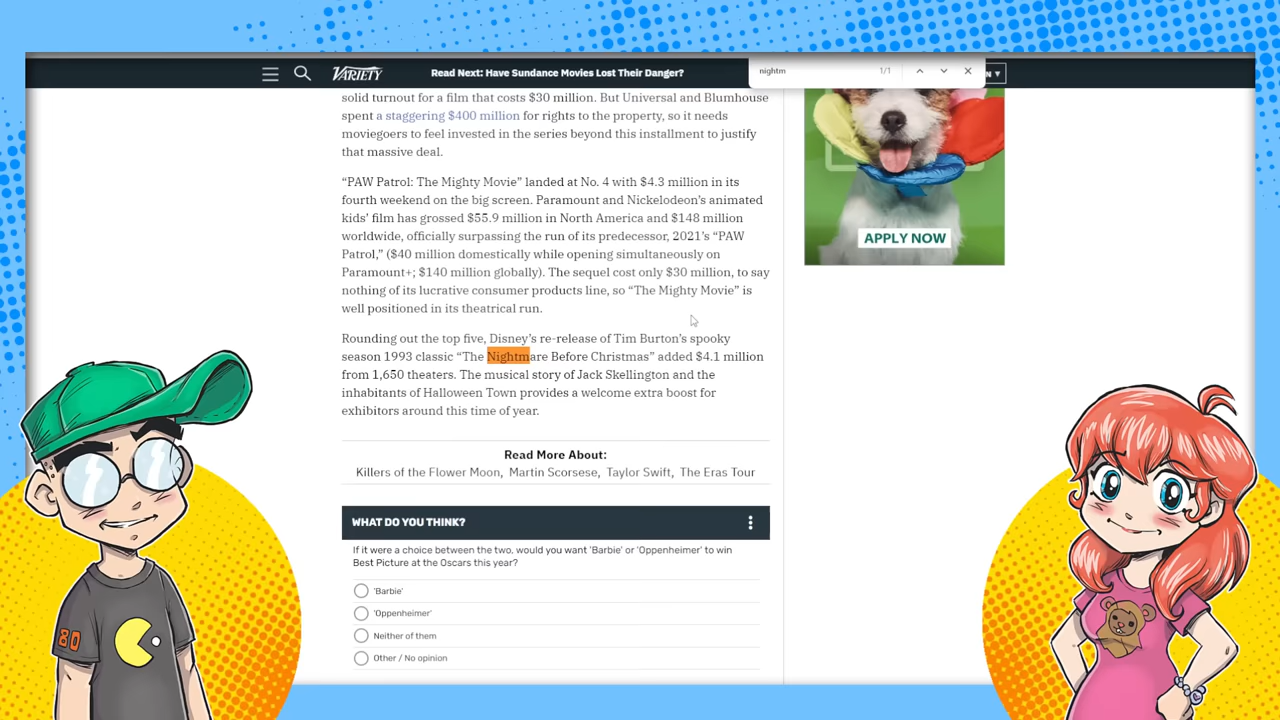 VARIETY
Read Next: Have Sundance Movies Lost Their Danger?
nightm
1/1
N
solid turnout for a film that costs $30 million. But Universal and Blumhouse
spent a staggering $400 million for rights to the property, so it needs
moviegoers to feel invested in the series beyond this installment to justify
that massive deal.
“PAW Patrol: The Mighty Movie” landed at No. 4 with $4.3 million in its
fourth weekend on the big screen. Paramount and Nickelodeon’s animated
kids’ film has grossed $55.9 million in North America and $148 million
worldwide, officially surpassing the run of its predecessor, 2021’s “PAW
Patrol,” ($40 million domestically while opening simultaneously on
Paramount+; $140 million globally). The sequel cost only $30 million, to say
nothing of its lucrative consumer products line, so “The Mighty Movie” is
well positioned in its theatrical run.
APPLY NOW
Rounding out the top five, Disney’s re-release of Tim Burton’s spooky
season 1993 classic “The Nightmare Before Christmas” added $4.1 million
from 1,650 theaters. The musical story of Jack Skellington and the
inhabitants of Halloween Town provides a welcome extra boost for
exhibitors around this time of year.
Read More About:
Killers of the Flower Moon, Martin Scorsese, Taylor Swift, The Eras Tour
WHAT DO YOU THINK?
If it were a choice between the two, would you want 'Barbie' or 'Oppenheimer' to win
Best Picture at the Oscars this year?
'Barbie'
'Oppenheimer'
Neither of them
Other / No opinion
80